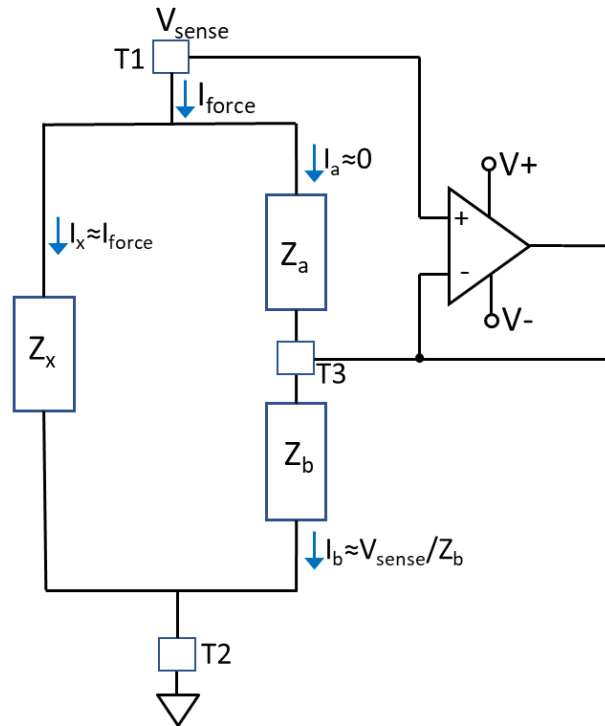 V_sense
T1
I_force
I_a≈0
V+
I_x≈I_force
+
Z_a
-
V-
Z_x
T3
Z_b
I_b≈V_sense/Z_b
T2